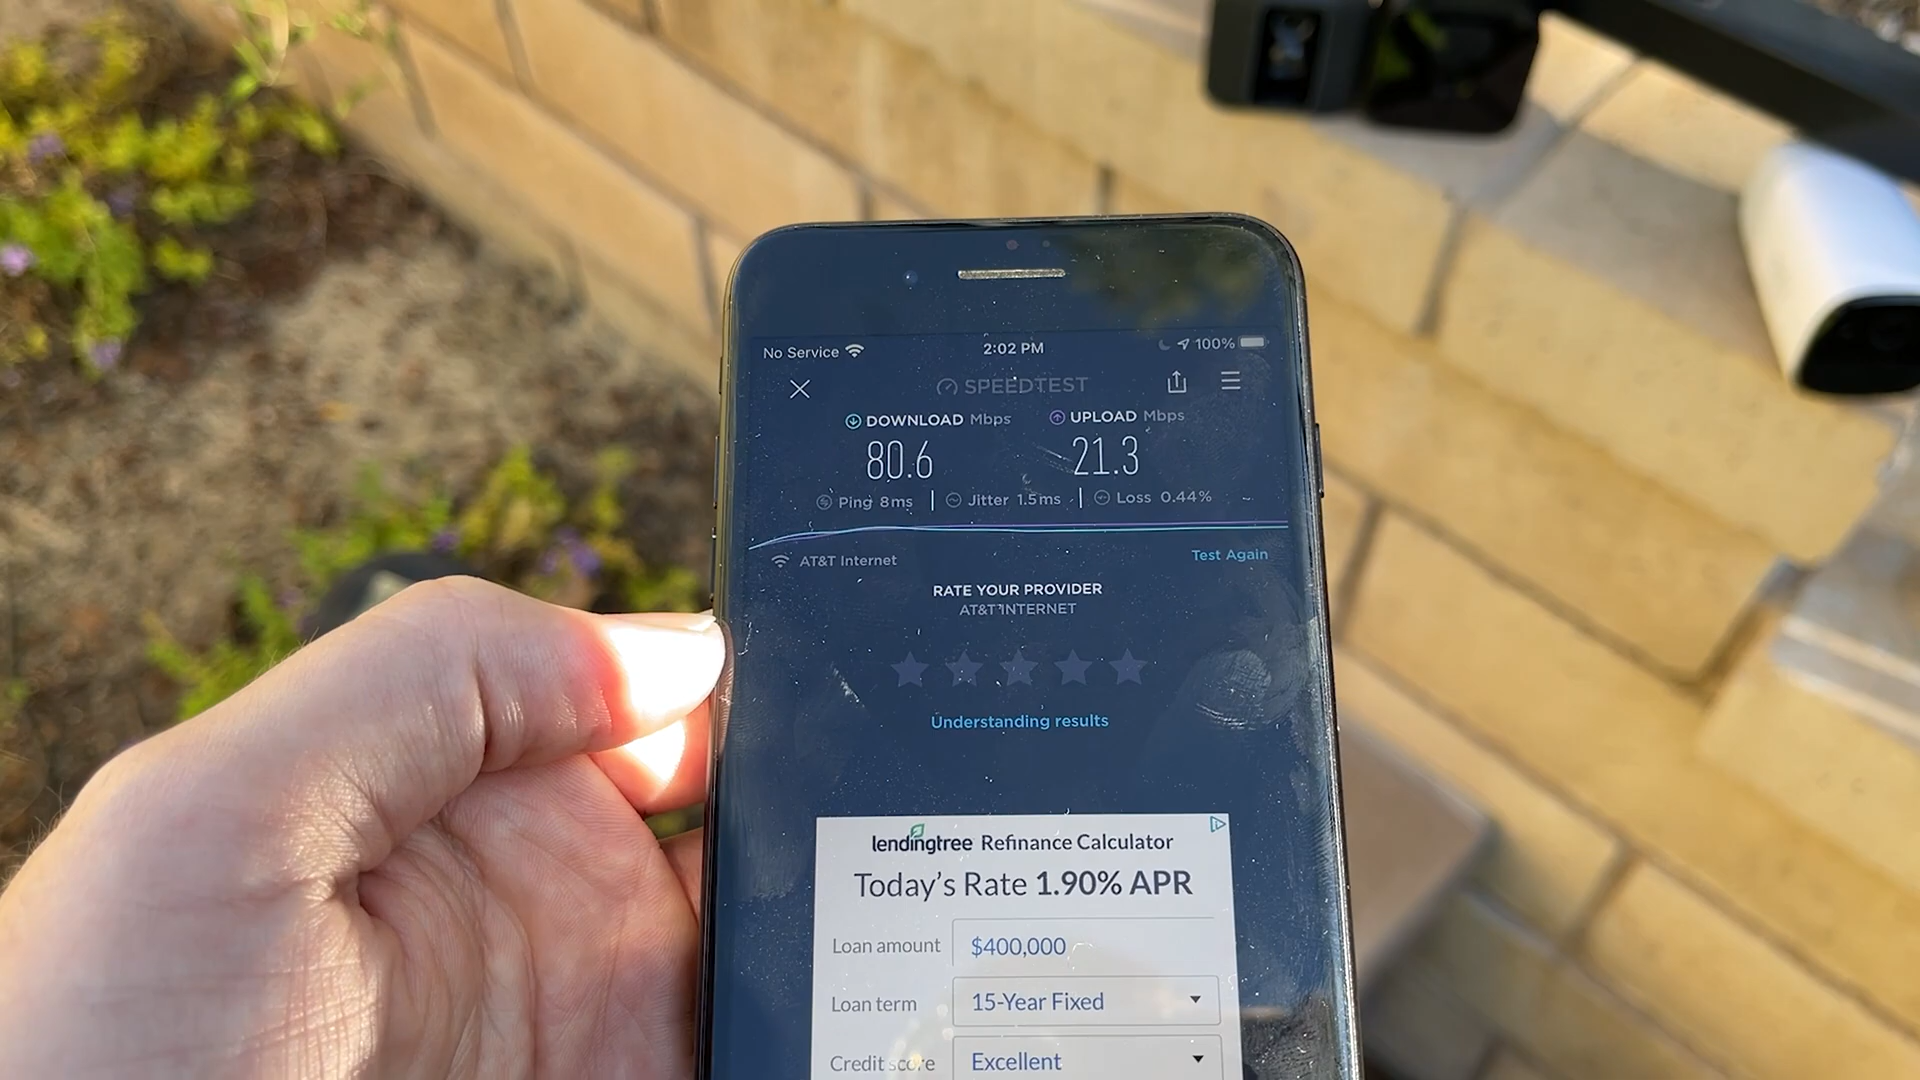 No Service 2:02 PM 100%
SPEEDTEST
DOWNLOAD Mbps UPLOAD Mbps
80.6 21.3
Ping 8ms Jitter 1.5ms Loss 0.44%
AT&T Internet Test Again
RATE YOUR PROVIDER
AT&T INTERNET
Understanding results
lendingtree Refinance Calculator
Today's Rate 1.90% APR
Loan amount $400,000
Loan term 15-Year Fixed
Credit score Excellent